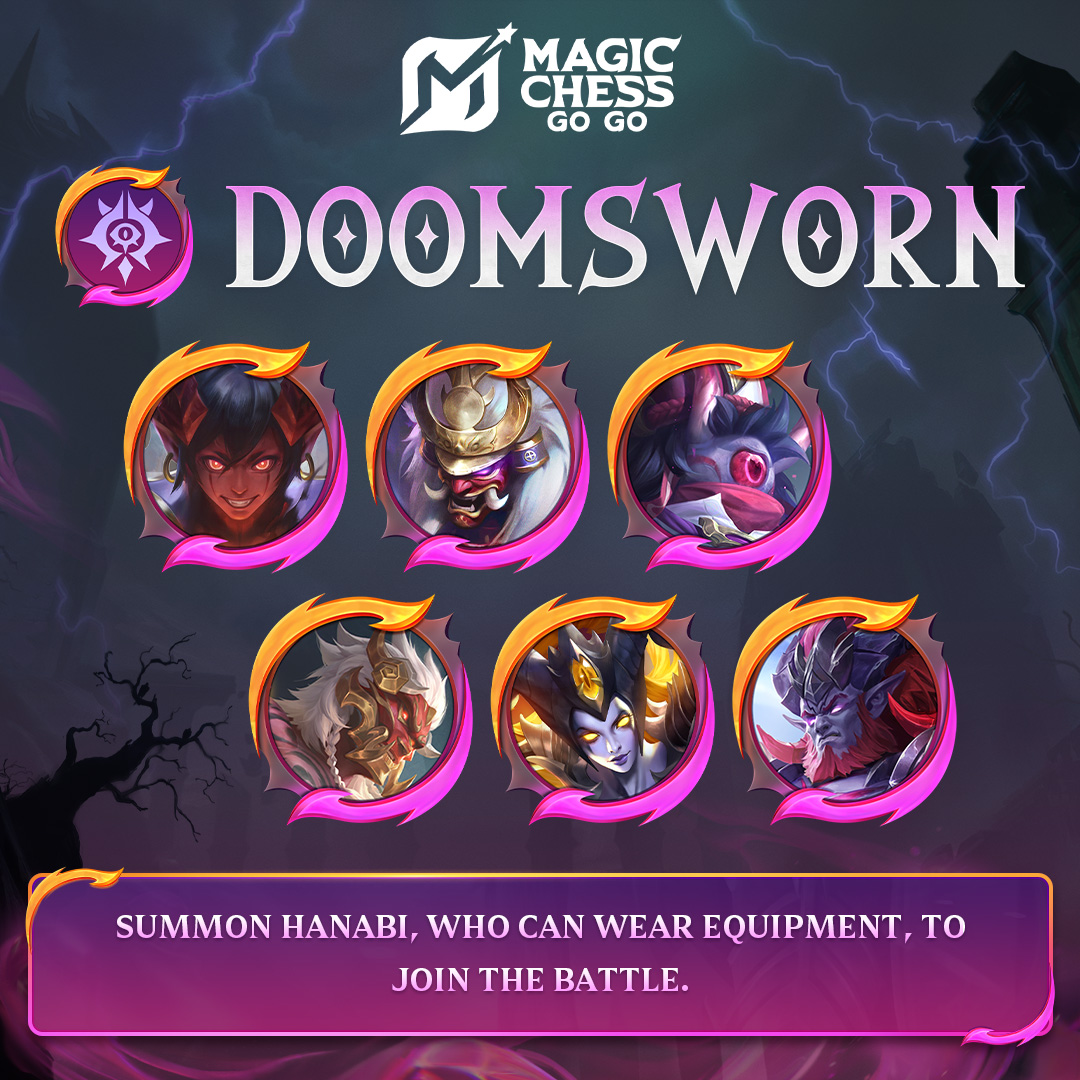 MAGIC
CHESS
GO GO
DOOMSWORN
SUMMON HANABI, WHO CAN WEAR EQUIPMENT, TO
JOIN THE BATTLE.